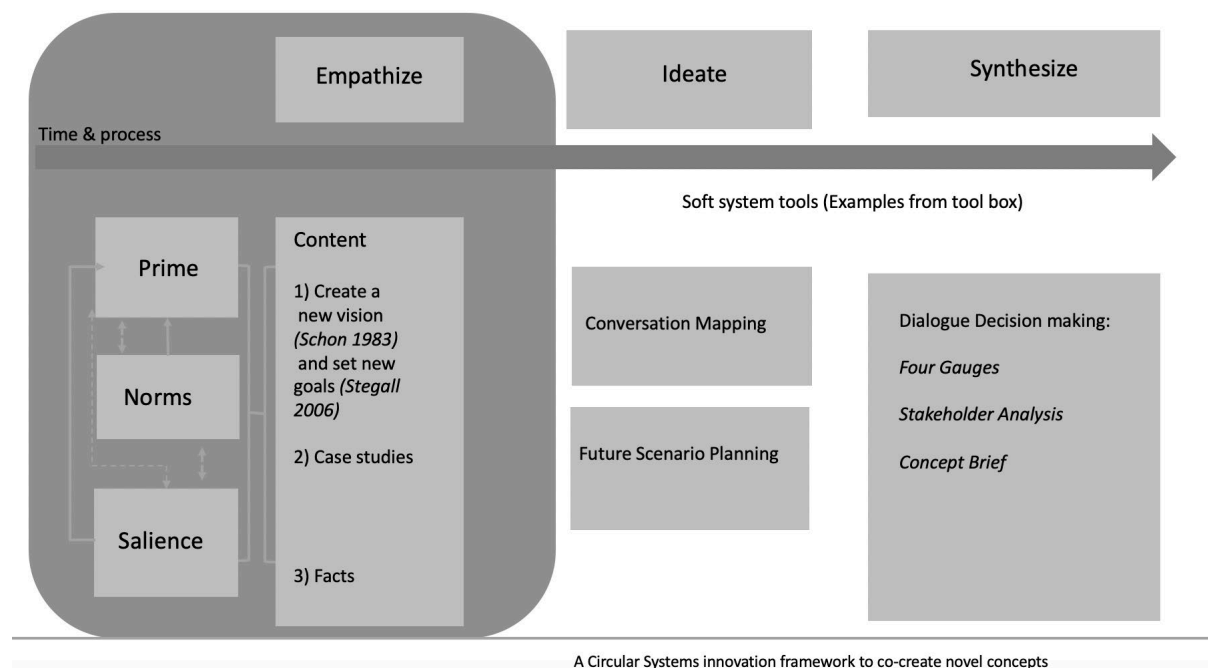 Empathize
Ideate
Synthesize
Time & process
Soft system tools (Examples from tool box)
Prime
Norms
Salience
Content
1) Create a
new vision
(Schon 1983)
and set new
goals (Stegall
2006)
2) Case studies
3) Facts
Conversation Mapping
Future Scenario Planning
Dialogue Decision making:
Four Gauges
Stakeholder Analysis
Concept Brief
A Circular Systems innovation framework to co-create novel concepts